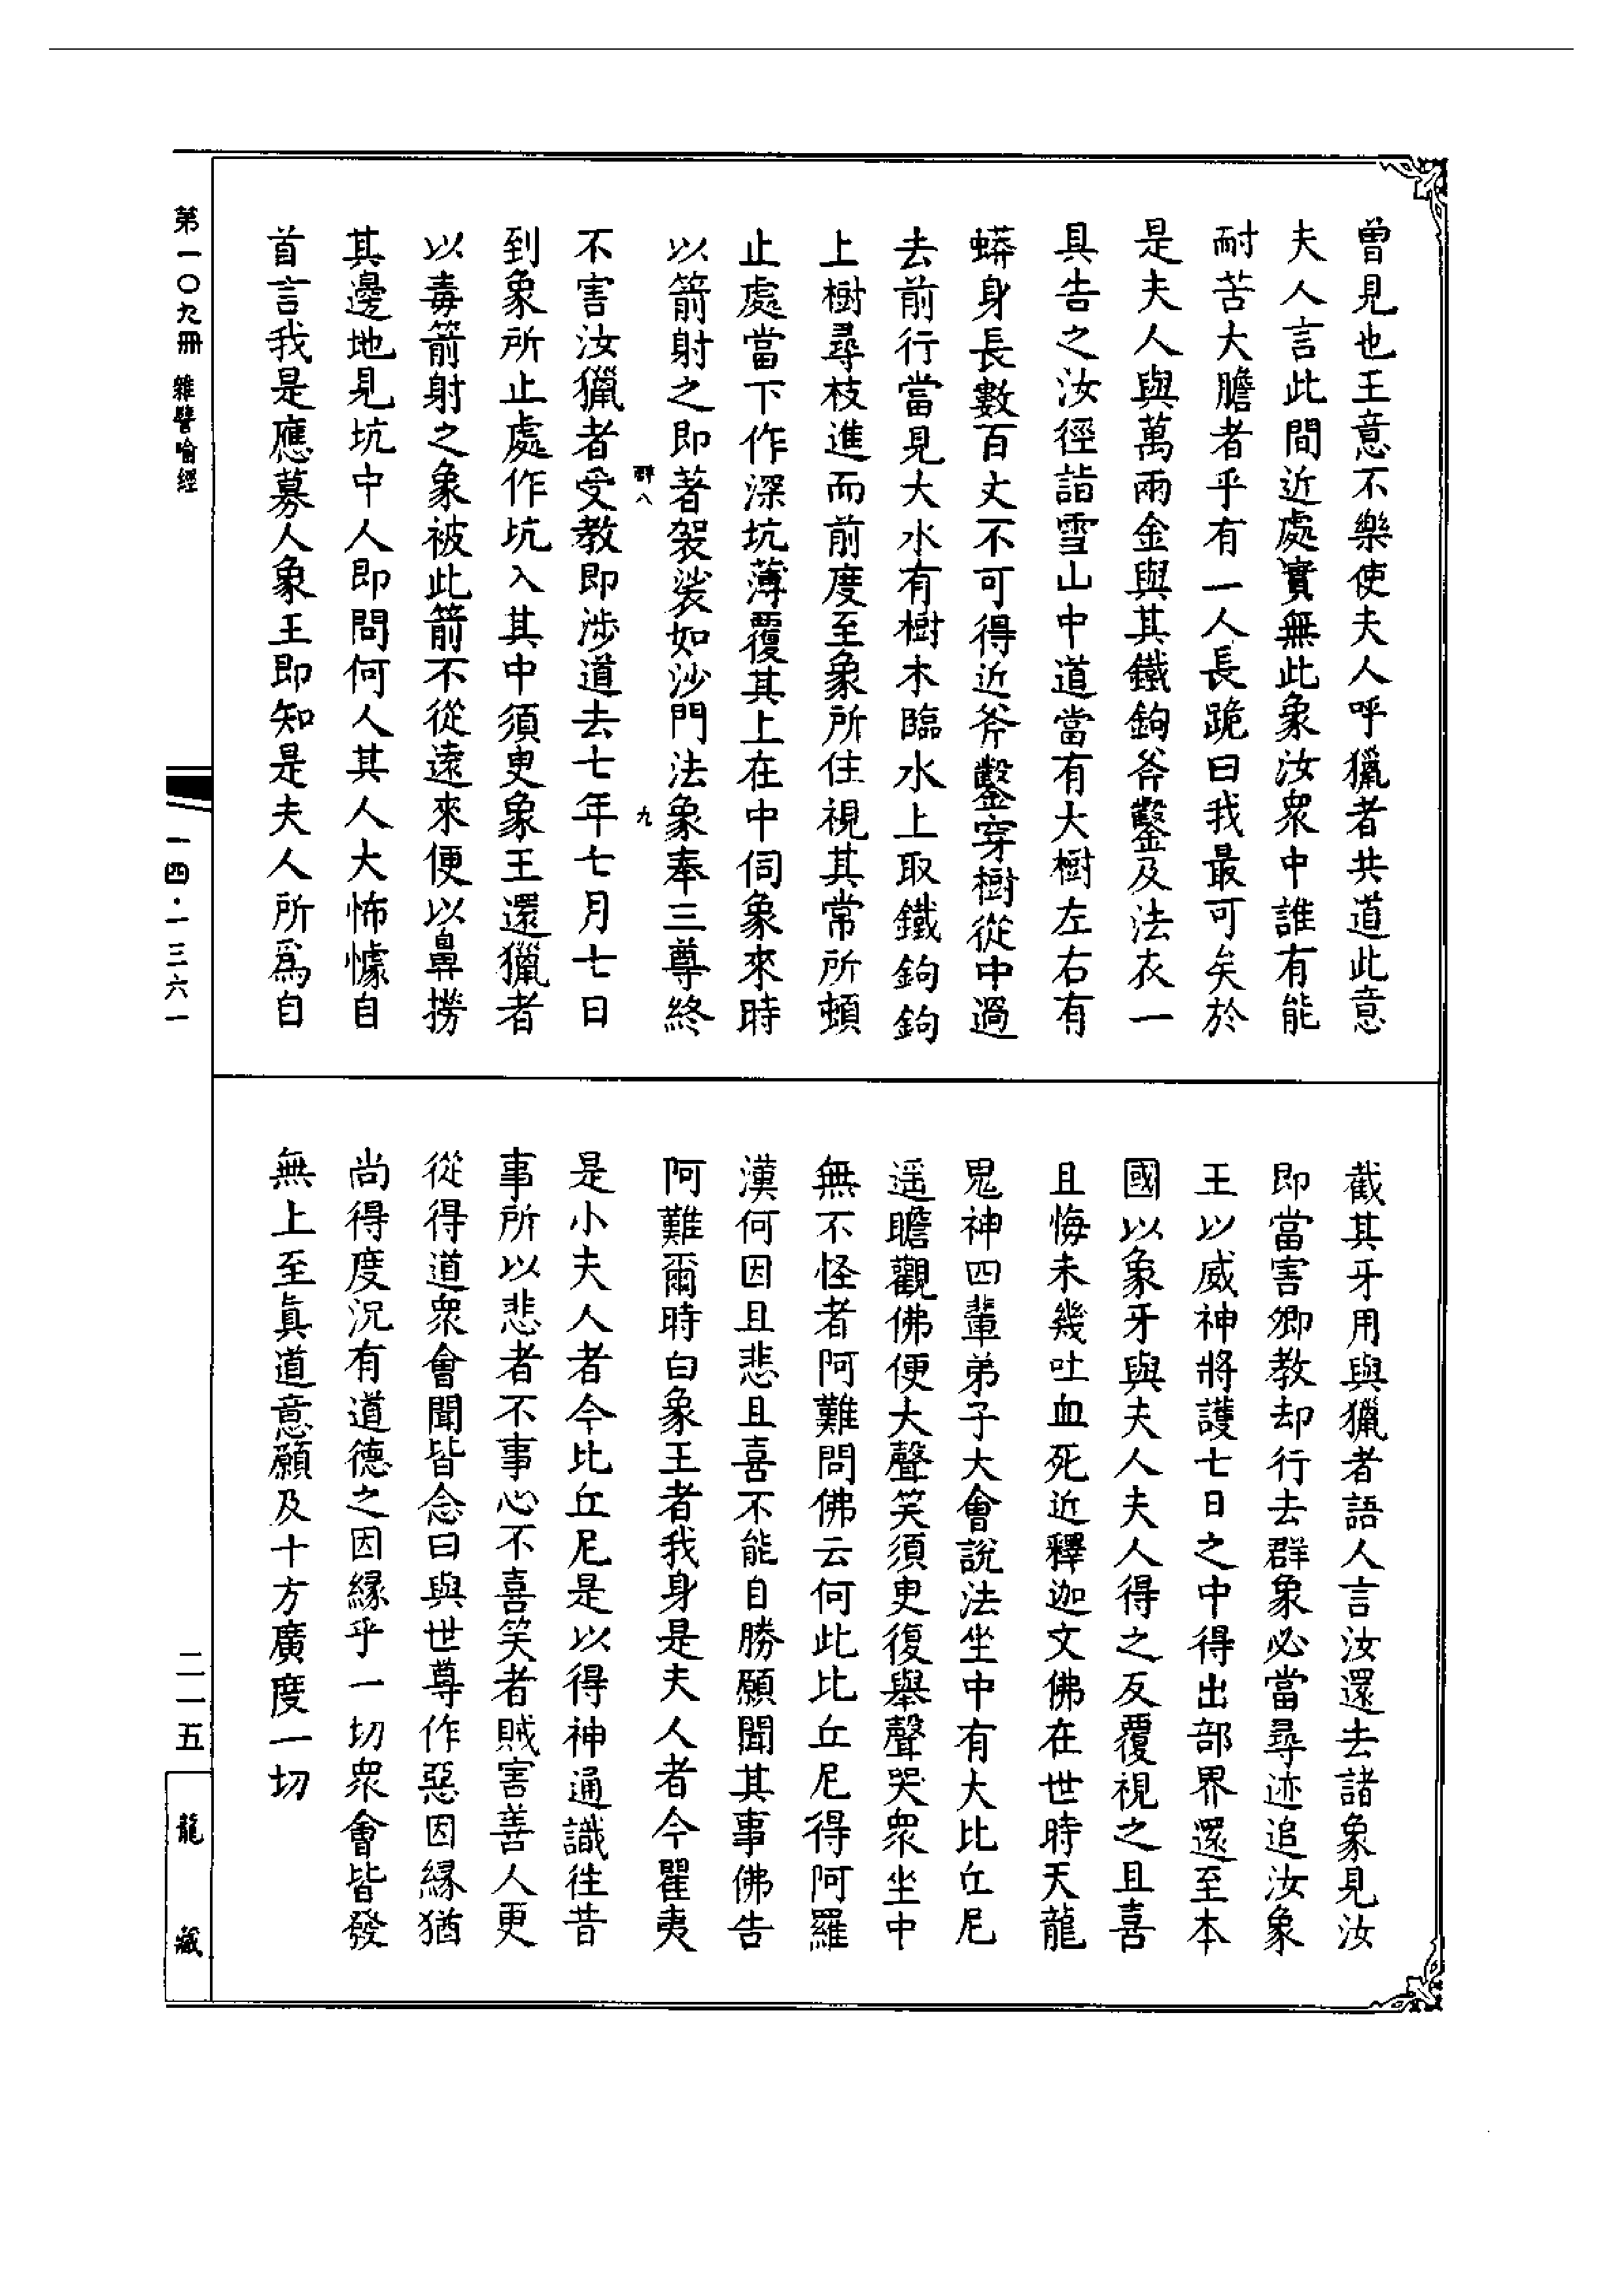 曾見也王意不樂使夫人呼獵者共道此意
夫人言此間近處實無此象汝衆中誰有能
耐苦大膽者乎有一人長跪曰我最可矣於
是夫人與萬兩金與其鐵鉤斧鑿及法衣一
具告之汝徑詣雪山中道當有大樹左右有
蟒身長數百丈不可得近斧鑿穿樹從中過
去前行當見大水有樹木臨水上取鐵鉤鉤
上樹尋枝進而前度至象所住視其常所頓
止處當下作深坑薄覆其上在中伺象來時
以箭射之即著袈裟如沙門法象奉三尊終
群八
九
不害汝獵者受教即涉道去七年七月七日
到象所止處作坑入其中須臾象王還獵者
以毒箭射之象被此箭不從遠來便以鼻撈
其邊地見坑中人即問何人其人大怖懅自
首言我是應募人象王即知是夫人所爲自
截其牙用與獵者語人言汝還去諸象見汝
即當害卿教却行去群象必當尋迹追汝象
王以威神將護七日之中得出部界還至本
國以象牙與夫人夫人得之反覆視之且喜
且悔未幾吐血死近釋迦文佛在世時天龍
鬼神四輩弟子大會說法坐中有大比丘尼
遥瞻觀佛便大聲笑須臾復舉聲哭衆坐中
無不怪者阿難問佛云何此比丘尼得阿羅
漢何因且悲且喜不能自勝願聞其事佛告
阿難爾時白象王者我身是夫人者今瞿夷
是小夫人者今比丘尼是以得神通識往昔
事所以悲者不事心不喜笑者賊害善人更
從得道衆會聞皆念曰與世尊作惡因緣猶
尚得度況有道德之因緣乎一切衆會皆發
無上至眞道意願及十方廣度一切
第一〇九冊 雜譬喻經
一四·一三六一
二一五
龍藏